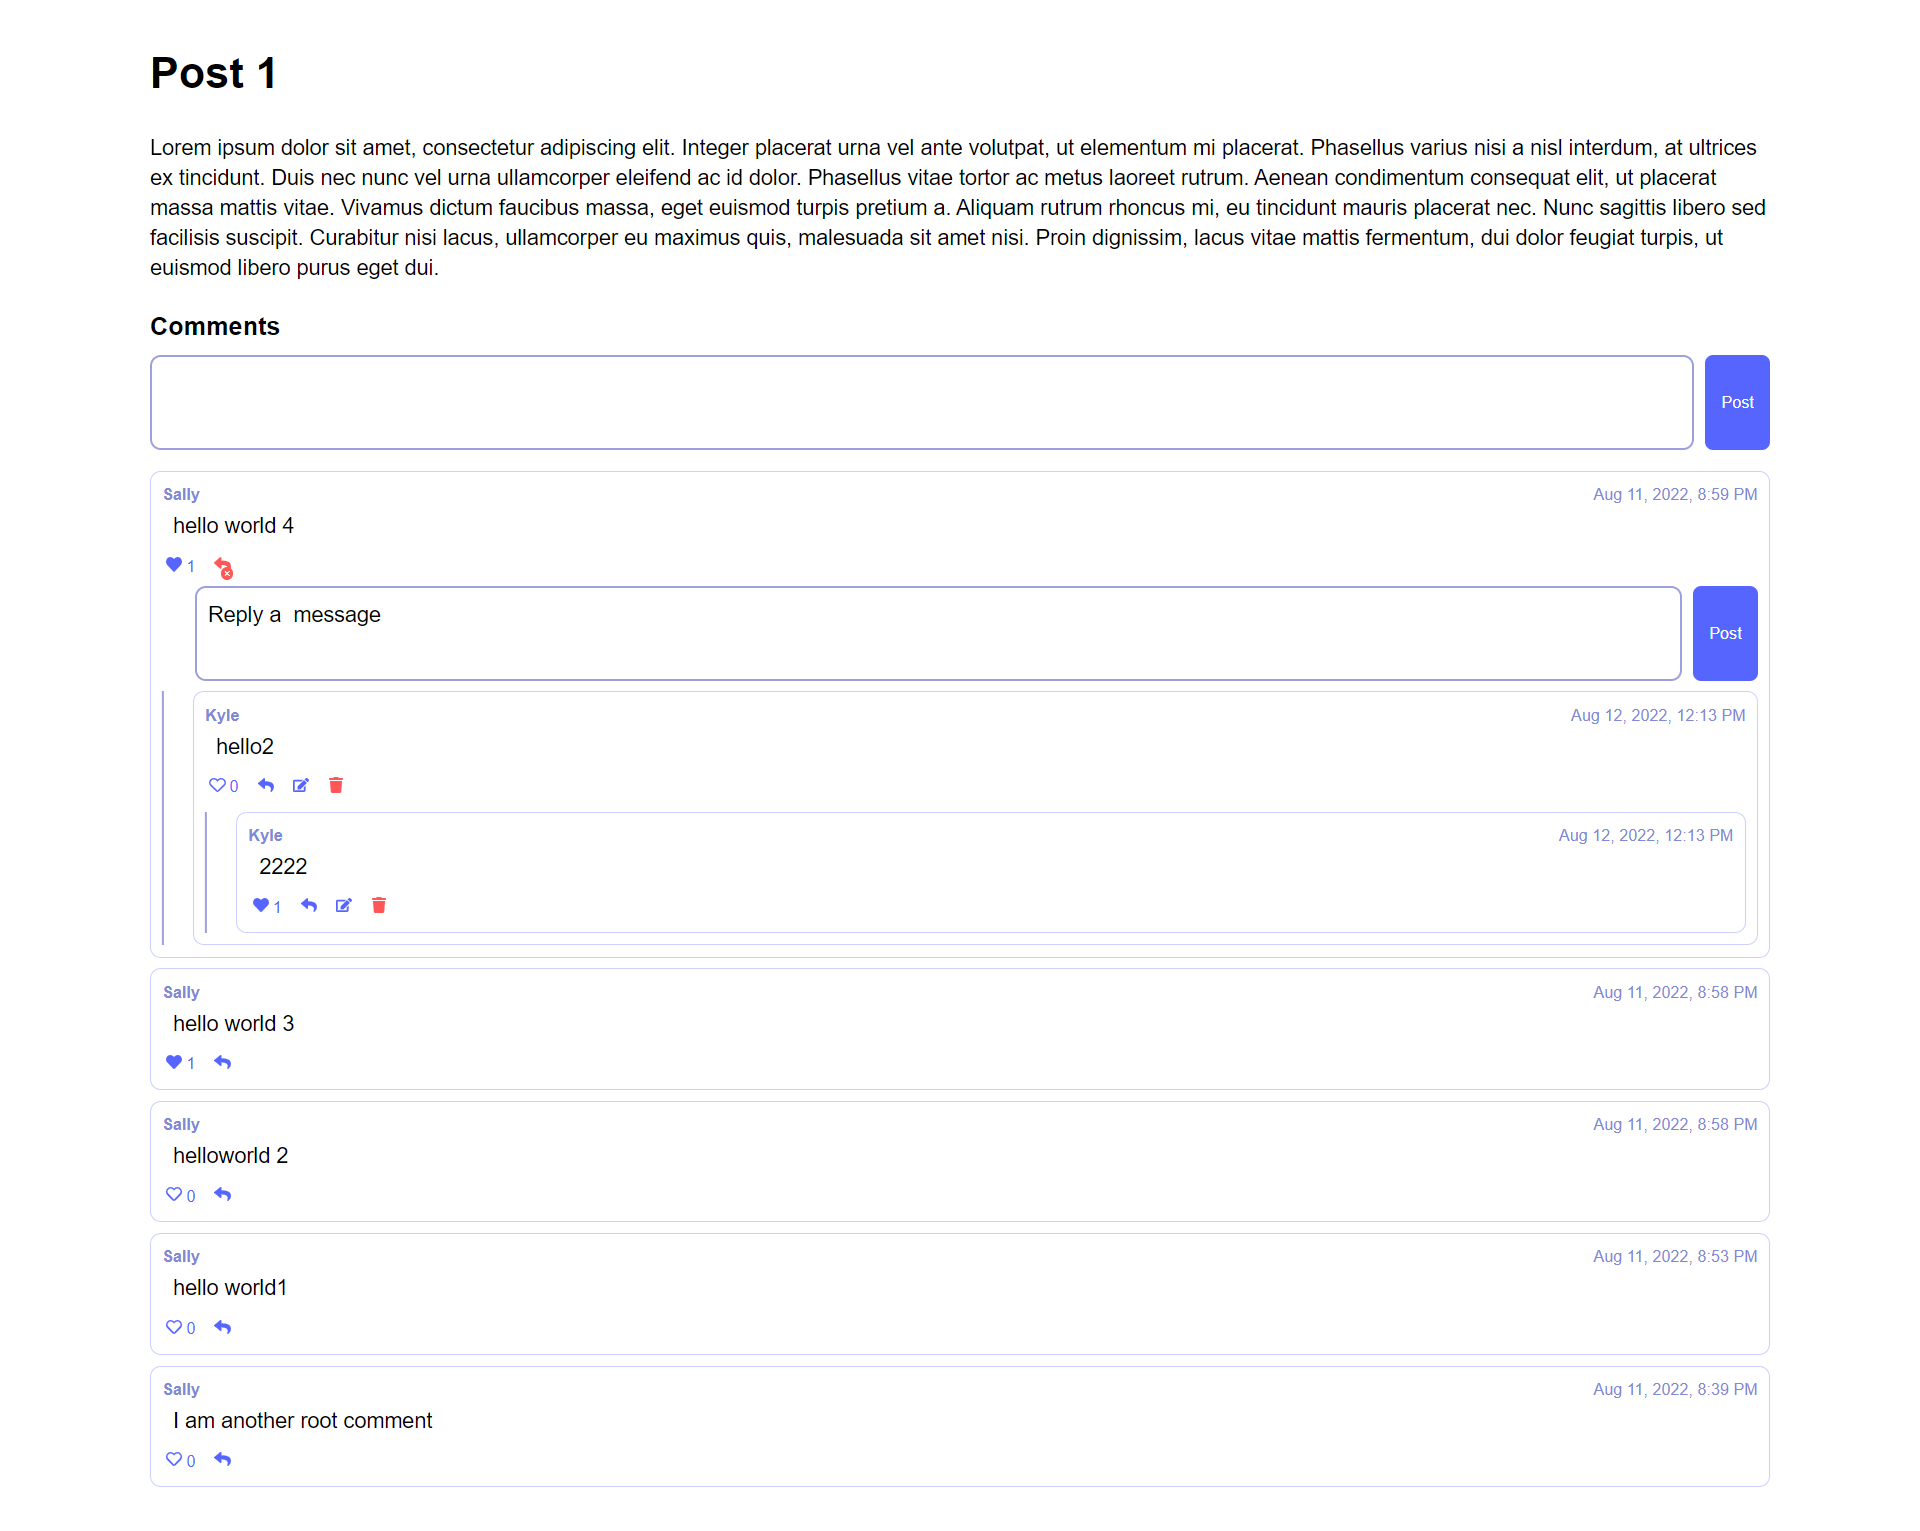 Post 1
Lorem ipsum dolor sit amet, consectetur adipiscing elit. Integer placerat urna vel ante volutpat, ut elementum mi placerat. Phasellus varius nisi a nisl interdum, at ultrices
ex tincidunt. Duis nec nunc vel urna ullamcorper eleifend ac id dolor. Phasellus vitae tortor ac metus laoreet rutrum. Aenean condimentum consequat elit, ut placerat
massa mattis vitae. Vivamus dictum faucibus massa, eget euismod turpis pretium a. Aliquam rutrum rhoncus mi, eu tincidunt mauris placerat nec. Nunc sagittis libero sed
facilisis suscipit. Curabitur nisi lacus, ullamcorper eu maximus quis, malesuada sit amet nisi. Proin dignissim, lacus vitae mattis fermentum, dui dolor feugiat turpis, ut
euismod libero purus eget dui.
Comments
Post
Sally Aug 11, 2022, 8:59 PM
hello world 4
1
Reply a  message
Post
Kyle Aug 12, 2022, 12:13 PM
hello2
0
Kyle Aug 12, 2022, 12:13 PM
2222
1
Sally Aug 11, 2022, 8:58 PM
hello world 3
1
Sally Aug 11, 2022, 8:58 PM
helloworld 2
0
Sally Aug 11, 2022, 8:53 PM
hello world1
0
Sally Aug 11, 2022, 8:39 PM
I am another root comment
0